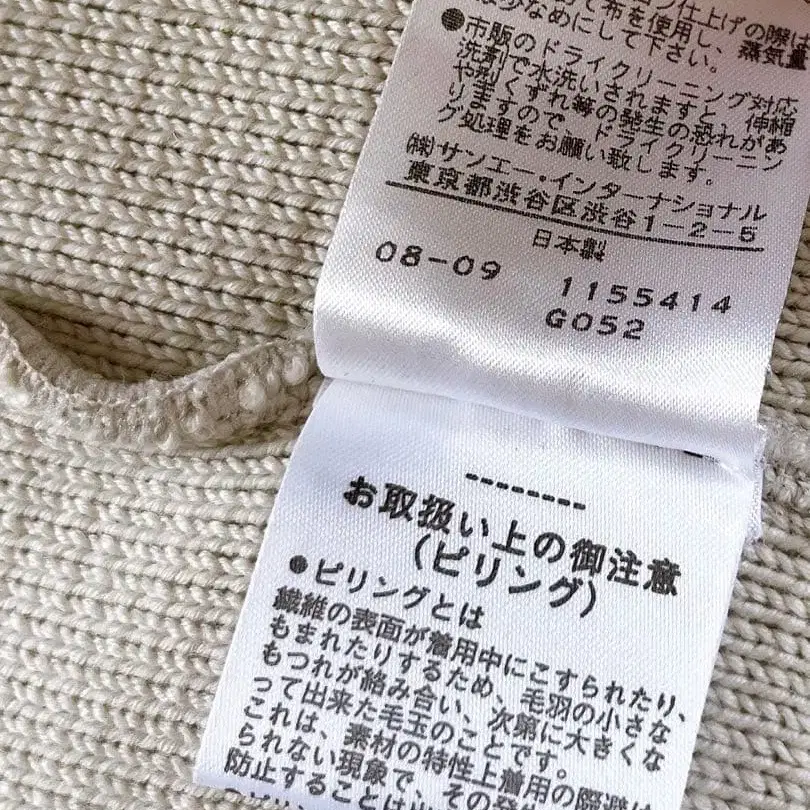 仕上げの際は
て布を使用し、蒸気量
は少なめにして下さい。
●市販のドライクリーニング対応
洗剤で水洗いされますと、伸縮
や型くずれ等の発生の恐れがあ
りますので、ドライクリーニン
グ処理をお願い致します。
㈱サンエー・インターナショナル
東京都渋谷区渋谷1-2-5
日本製
08-09 1155414
G052
--------
お取扱い上の御注意
(ピリング)
●ピリングとは
繊維の表面が着用中にこすられたり、
もまれたりするため、毛羽の小さな
もつれが絡み合い、次第に大きくな
って出来た毛玉のことです。
これは、素材の特性上着用の際避け
られない現象で、その発生
防止することは